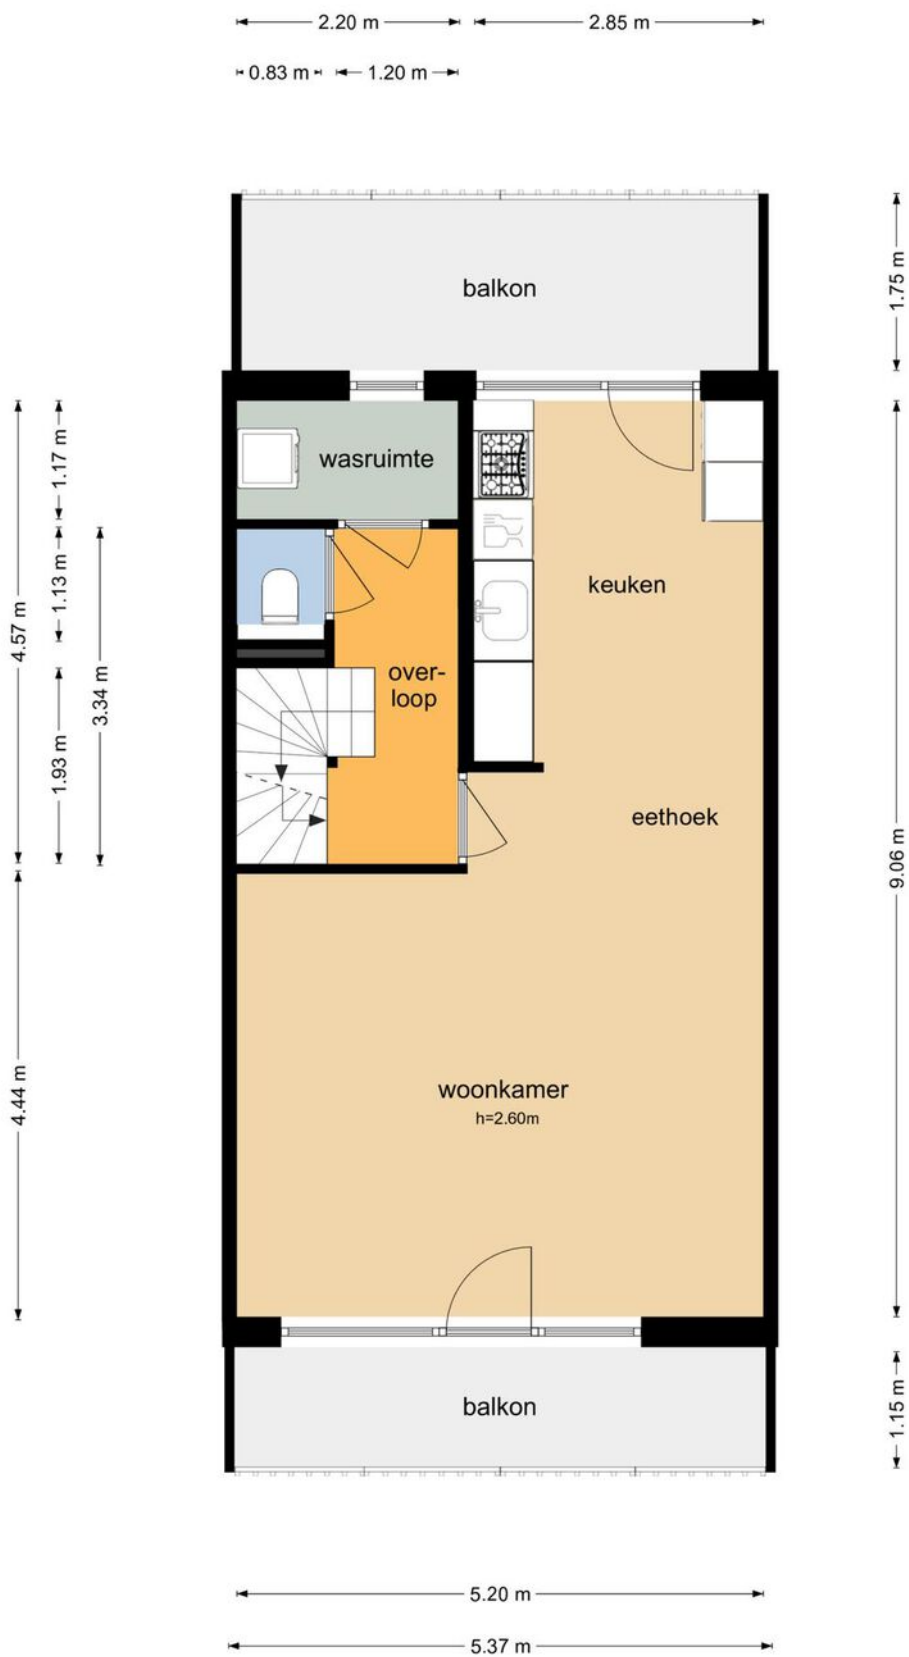 2.20 m
2.85 m
0.83 m
1.20 m
balkon
1.75 m
wasruimte
1.17 m
1.13 m
4.57 m
3.34 m
1.93 m
keuken
over-
loop
eethoek
9.06 m
4.44 m
woonkamer
h=2.60m
balkon
1.15 m
5.20 m
5.37 m